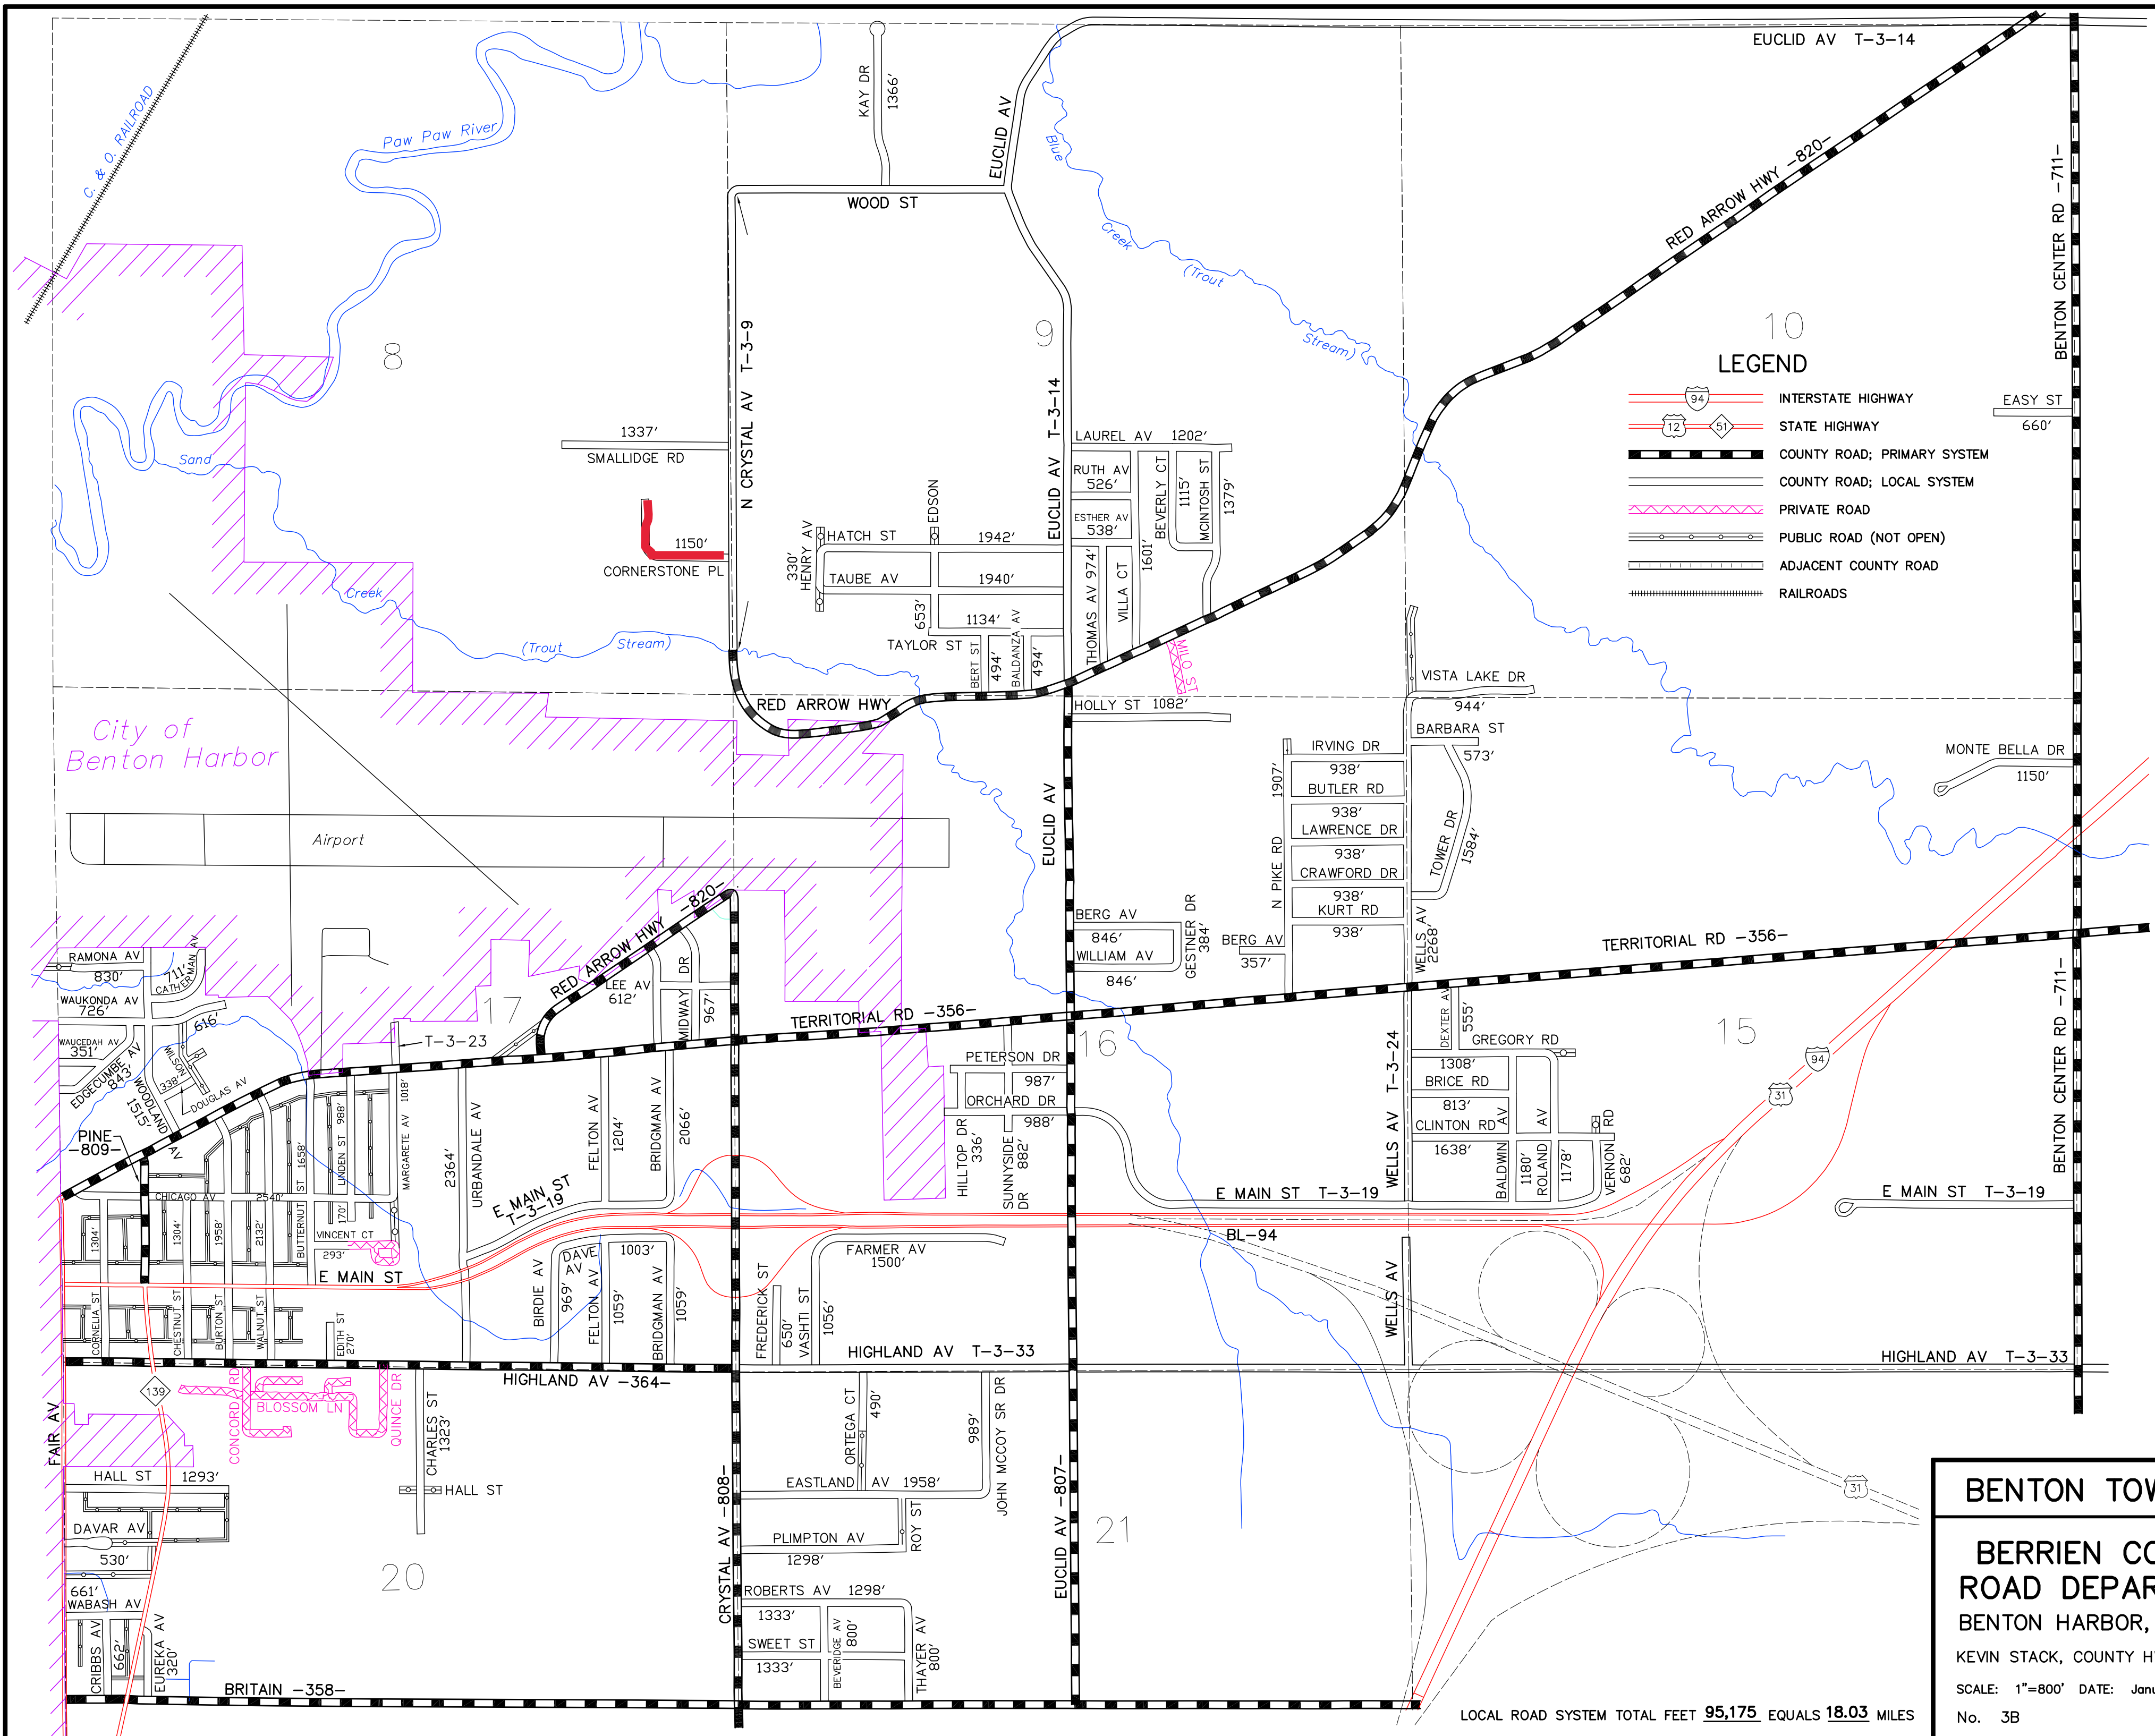 EUCLID AV T-3-14
C. & O. RAILROAD
Paw Paw River
KAY DR
1366'
EUCLID AV
Blue
Creek
(Trout
Stream)
WOOD ST
RED ARROW HWY -820-
BENTON CENTER RD -711-
8
9
10
N CRYSTAL AV T-3-9
EUCLID AV T-3-14
LEGEND
94
INTERSTATE HIGHWAY
12
51
STATE HIGHWAY
COUNTY ROAD; PRIMARY SYSTEM
COUNTY ROAD; LOCAL SYSTEM
PRIVATE ROAD
PUBLIC ROAD (NOT OPEN)
ADJACENT COUNTY ROAD
RAILROADS
EASY ST
660'
1337'
SMALLIDGE RD
Sand
Creek
(Trout
Stream)
1150'
CORNERSTONE PL
LAUREL AV 1202'
RUTH AV
526'
ESTHER AV
538'
BEVERLY CT
1115'
MCINTOSH ST
1379'
1601'
VILLA CT
THOMAS AV 974'
EDSON
HATCH ST
1942'
330'
HENRY AV
TAUBE AV
1940'
653'
1134'
TAYLOR ST
BERT ST
494'
BALDANZA AV
494'
MILO ST
RED ARROW HWY
HOLLY ST 1082'
VISTA LAKE DR
944'
BARBARA ST
573'
City of
Benton Harbor
MONTE BELLA DR
1150'
IRVING DR
938'
BUTLER RD
938'
LAWRENCE DR
938'
CRAWFORD DR
938'
KURT RD
938'
1907'
N PIKE RD
TOWER DR
1584'
EUCLID AV
Airport
BERG AV
846'
WILLIAM AV
846'
GESTNER DR
384'
BERG AV
357'
WELLS AV
2268'
TERRITORIAL RD -356-
RED ARROW HWY -820-
RAMONA AV
830'
711'
CATHERMAN AV
WAUKONDA AV
726'
616'
WAUCEDAH AV
351'
EDGECUMBE AV
843'
WILSON
338'
DOUGLAS AV
WOODLAND AV
1515'
17
LEE AV
612'
MIDWAY DR
967'
T-3-23
TERRITORIAL RD -356-
16
15
DEXTER AV
555'
GREGORY RD
1308'
BRICE RD
813'
CLINTON RD
1638'
BALDWIN AV
1180'
ROLAND AV
1178'
VERNON RD
682'
94
31
BENTON CENTER RD -711-
WELLS AV T-3-24
PETERSON DR
987'
ORCHARD DR
988'
HILLTOP DR
336'
SUNNYSIDE DR
882'
PINE
-809-
1018'
988'
1658'
LINDEN ST
MARGARETE AV
2364'
URBANDALE AV
FELTON AV
1204'
BRIDGMAN AV
2066'
E MAIN ST
T-3-19
E MAIN ST T-3-19
E MAIN ST T-3-19
CHICAGO AV 2540'
1304'
1304'
1958'
2132'
BUTTERNUT ST
170'
VINCENT CT
293'
E MAIN ST
BL-94
BIRDIE AV
969'
DAVE AV
1003'
FELTON AV
1059'
BRIDGMAN AV
1059'
FARMER AV
1500'
FREDERICK ST
650'
VASHTI ST
1056'
WELLS AV
CORNELIA ST
CHESTNUT ST
BURTON ST
WALNUT ST
EDITH ST
270'
HIGHLAND AV T-3-33
HIGHLAND AV T-3-33
HIGHLAND AV -364-
139
FAIR AV
CONCORD RD
BLOSSOM LN
QUINCE DR
CHARLES ST
1323'
HALL ST
ORTEGA CT
490'
989'
JOHN MCCOY SR DR
HALL ST 1293'
EASTLAND AV 1958'
ROY ST
DAVAR AV
530'
PLIMPTON AV
1298'
CRYSTAL AV -808-
EUCLID AV -807-
20
21
31
661'
WABASH AV
CRIBBS AV
662'
EUREKA AV
320'
ROBERTS AV 1298'
1333'
SWEET ST
1333'
BEVERIDGE AV
800'
THAYER AV
800'
BRITAIN -358-
LOCAL ROAD SYSTEM TOTAL FEET 95,175 EQUALS 18.03 MILES
BENTON TOW
BERRIEN CO
ROAD DEPAR
BENTON HARBOR,
KEVIN STACK, COUNTY H
SCALE: 1"=800' DATE: Janu
No. 3B